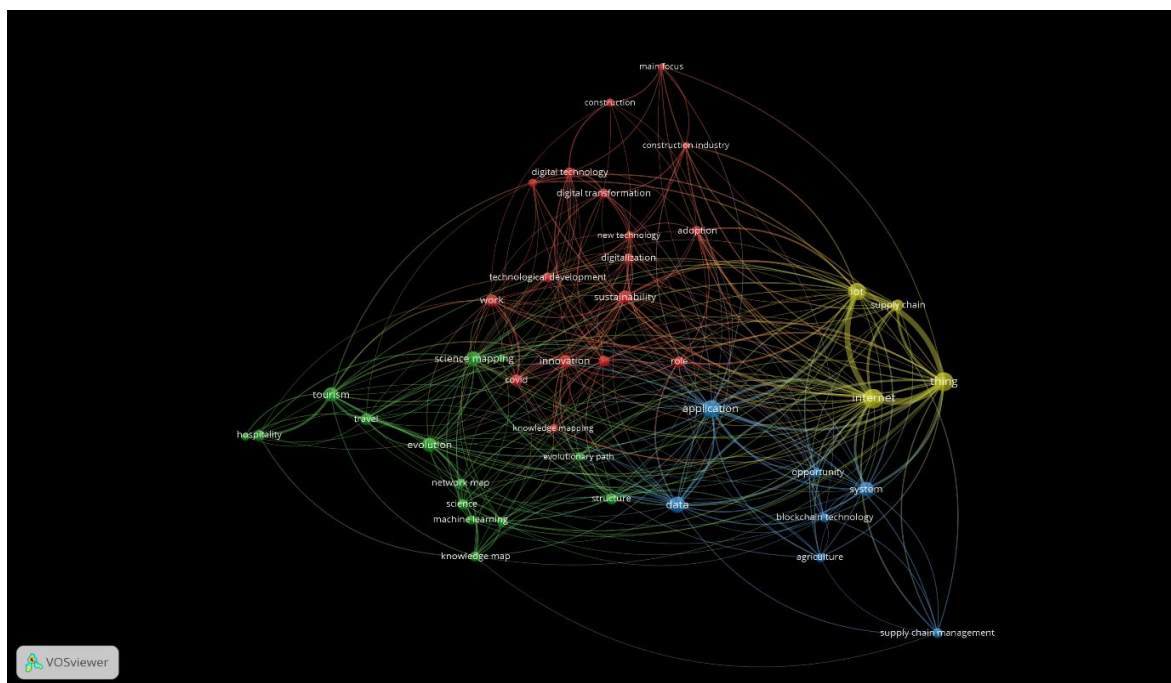 main focus
construction
construction industry
digital technology
digital transformation
new technology
adoption
digitalization
technological development
iot
work
sustainability
supply chain
science mapping
innovation
role
covid
thing
tourism
internet
application
travel
knowledge mapping
hospitality
evolution
evolutionary path
opportunity
network map
system
science
structure
data
machine learning
blockchain technology
knowledge map
agriculture
supply chain management
VOSviewer